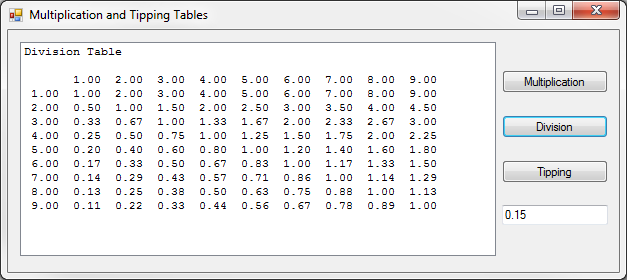 Multiplication and Tipping Tables
Division Table
1.00 2.00 3.00 4.00 5.00 6.00 7.00 8.00 9.00
1.00 1.00 2.00 3.00 4.00 5.00 6.00 7.00 8.00 9.00
2.00 0.50 1.00 1.50 2.00 2.50 3.00 3.50 4.00 4.50
3.00 0.33 0.67 1.00 1.33 1.67 2.00 2.33 2.67 3.00
4.00 0.25 0.50 0.75 1.00 1.25 1.50 1.75 2.00 2.25
5.00 0.20 0.40 0.60 0.80 1.00 1.20 1.40 1.60 1.80
6.00 0.17 0.33 0.50 0.67 0.83 1.00 1.17 1.33 1.50
7.00 0.14 0.29 0.43 0.57 0.71 0.86 1.00 1.14 1.29
8.00 0.13 0.25 0.38 0.50 0.63 0.75 0.88 1.00 1.13
9.00 0.11 0.22 0.33 0.44 0.56 0.67 0.78 0.89 1.00
Multiplication
Division
Tipping
0.15